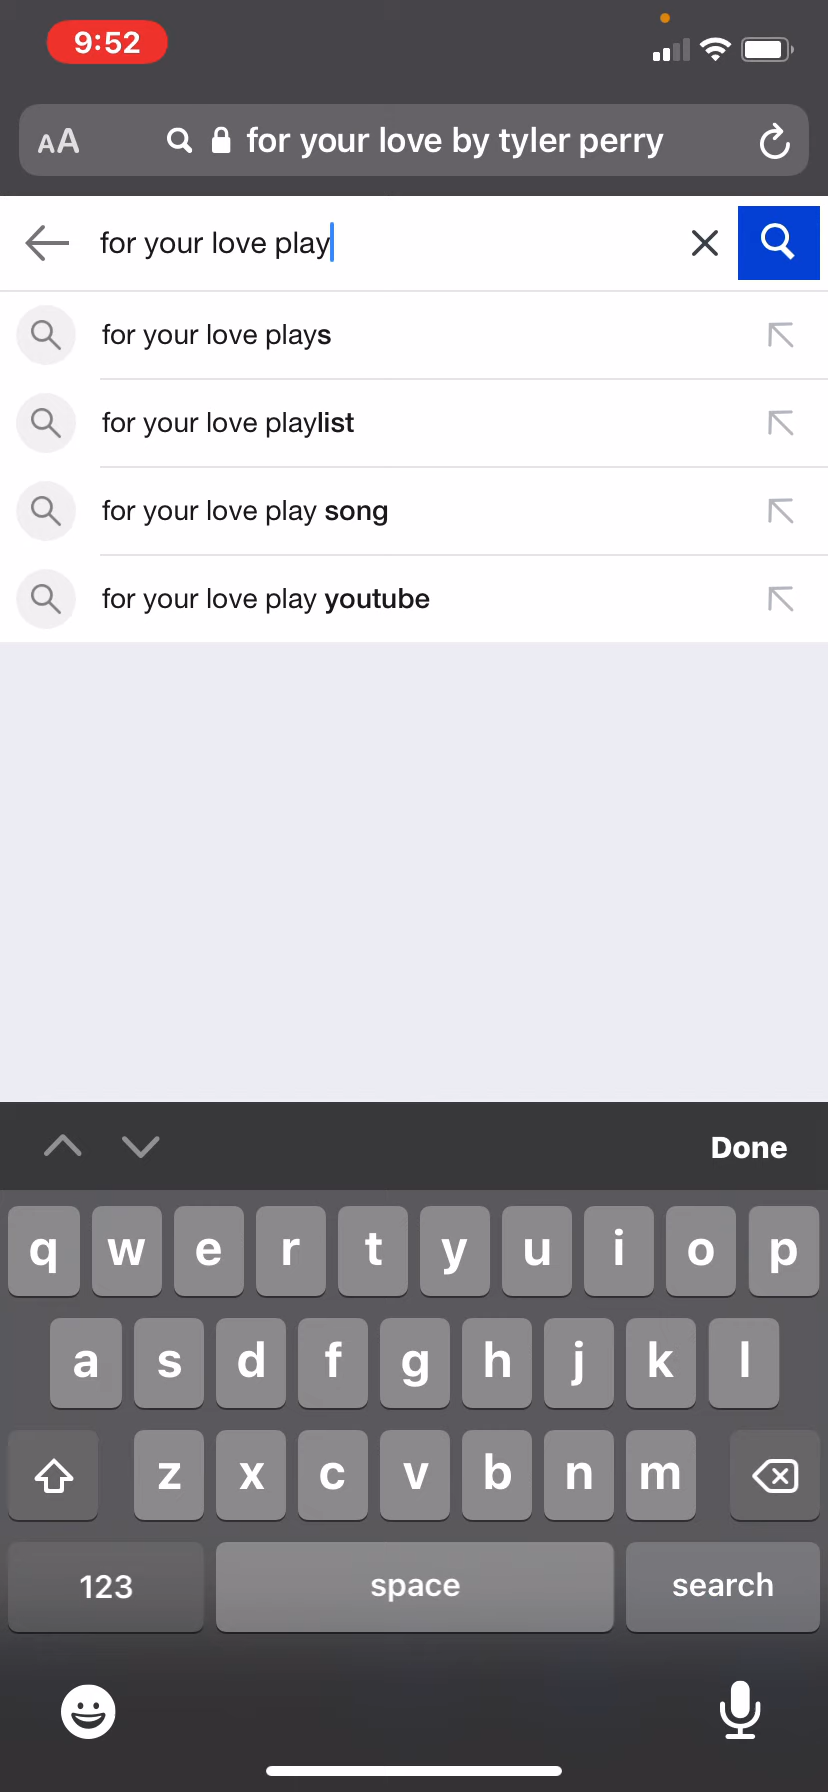 9:52
AA for your love by tyler perry
for your love play
for your love plays
for your love playlist
for your love play song
for your love play youtube
Done
q w e r t y u i o p
a s d f g h j k l
z x c v b n m
123 space search